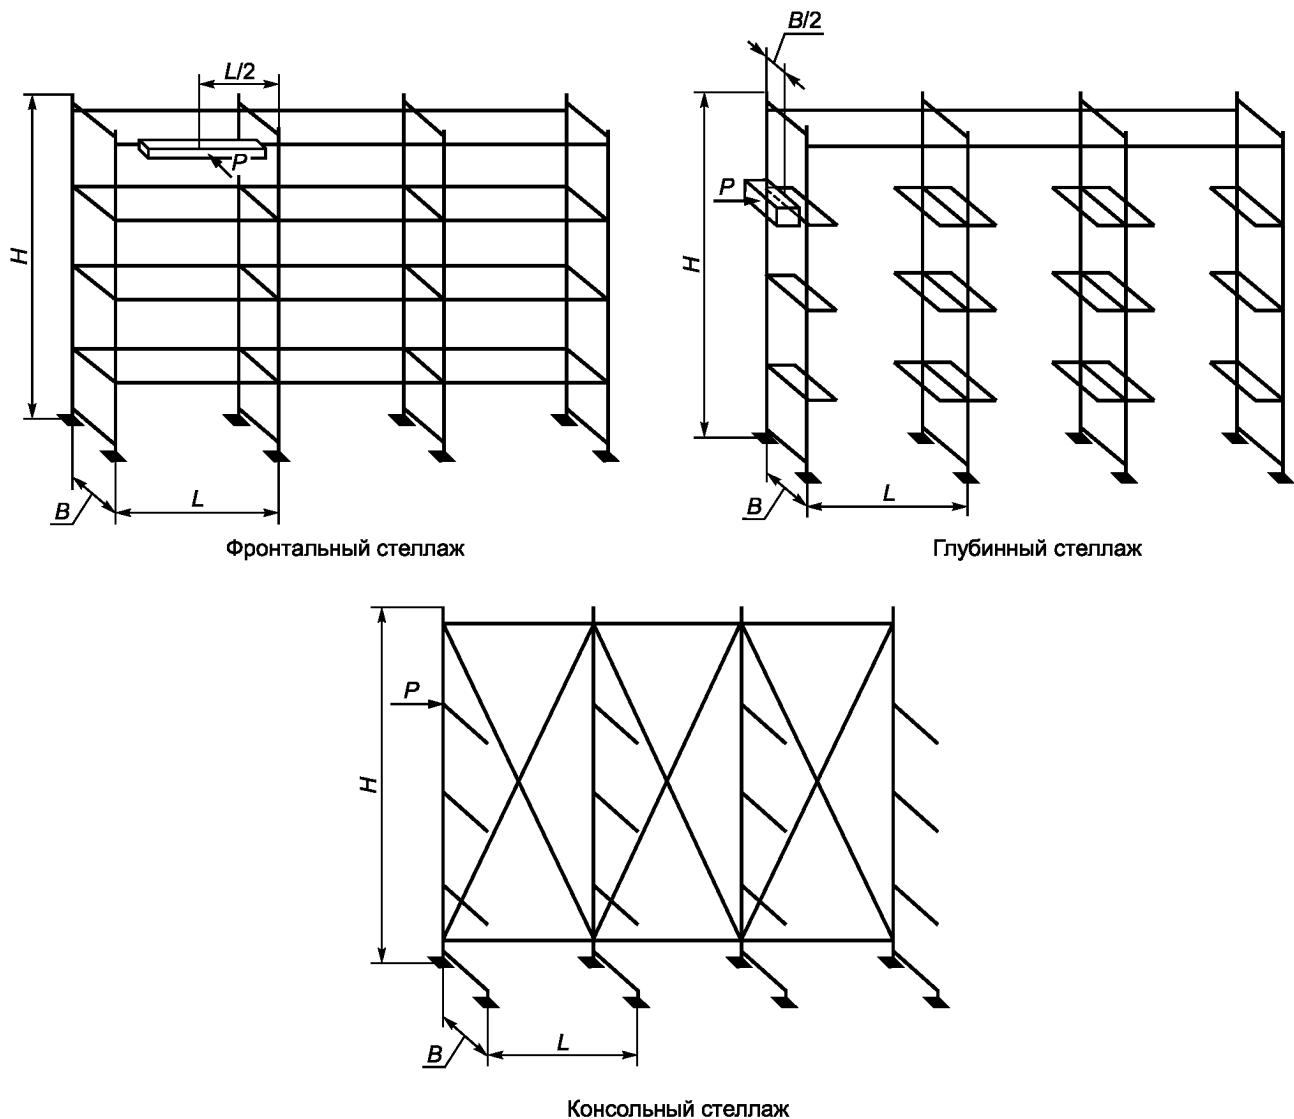 L/2
P
H
B
L
Фронтальный стеллаж
B/2
P
H
B
L
Глубинный стеллаж
P
H
B
L
Консольный стеллаж